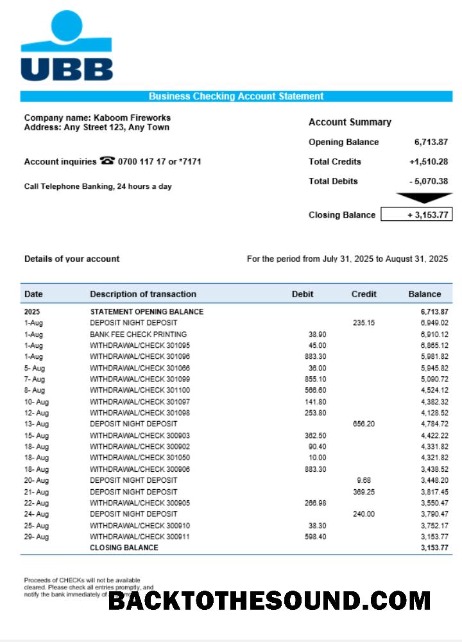 UBB
Business Checking Account Statement
Company name: Kaboom Fireworks
Address: Any Street 123, Any Town
Account inquiries ☎ 0700 117 17 or *7171
Call Telephone Banking, 24 hours a day
Account Summary
Opening Balance 6,713.87
Total Credits +1,510.28
Total Debits - 5,070.38
Closing Balance + 3,153.77
Details of your account For the period from July 31, 2025 to August 31, 2025
Date Description of transaction Debit Credit Balance
2025 STATEMENT OPENING BALANCE 6,713.87
1-Aug DEPOSIT NIGHT DEPOSIT 235.15 6,949.02
1-Aug BANK FEE CHECK PRINTING 38.90 6,910.12
1-Aug WITHDRAWAL/CHECK 301095 45.00 6,865.12
1-Aug WITHDRAWAL/CHECK 301096 883.30 5,981.82
5- Aug WITHDRAWAL/CHECK 301066 36.00 5,945.82
7- Aug WITHDRAWAL/CHECK 301099 855.10 5,090.72
8- Aug WITHDRAWAL/CHECK 301100 566.60 4,524.12
10- Aug WITHDRAWAL/CHECK 301097 141.80 4,382.32
12- Aug WITHDRAWAL/CHECK 301098 253.80 4,128.52
13- Aug DEPOSIT NIGHT DEPOSIT 656.20 4,784.72
15- Aug WITHDRAWAL/CHECK 300903 362.50 4,422.22
18- Aug WITHDRAWAL/CHECK 300902 90.40 4,331.82
18- Aug WITHDRAWAL/CHECK 301050 10.00 4,321.82
18- Aug WITHDRAWAL/CHECK 300906 883.30 3,438.52
20- Aug DEPOSIT NIGHT DEPOSIT 9.68 3,448.20
21- Aug DEPOSIT NIGHT DEPOSIT 369.25 3,817.45
22- Aug WITHDRAWAL/CHECK 300905 266.98 3,550.47
24- Aug DEPOSIT NIGHT DEPOSIT 240.00 3,790.47
25- Aug WITHDRAWAL/CHECK 300910 38.30 3,752.17
29- Aug WITHDRAWAL/CHECK 300911 598.40 3,153.77
CLOSING BALANCE 3,153.77
Proceeds of CHECKs will not be available
cleared. Please check all entries promptly, and
notify the bank immediately of
BACKTOTHESOUND.COM